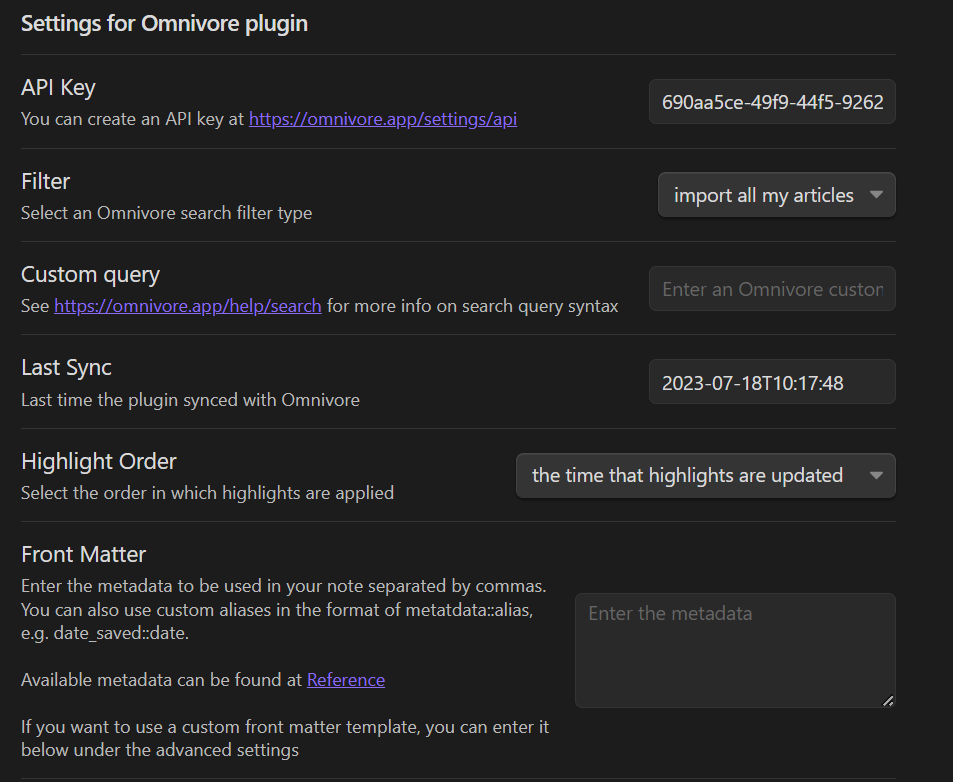 Settings for Omnivore plugin
API Key
You can create an API key at https://omnivore.app/settings/api
690aa5ce-49f9-44f5-9262
Filter
Select an Omnivore search filter type
import all my articles
Custom query
See https://omnivore.app/help/search for more info on search query syntax
Enter an Omnivore custor
Last Sync
Last time the plugin synced with Omnivore
2023-07-18T10:17:48
Highlight Order
Select the order in which highlights are applied
the time that highlights are updated
Front Matter
Enter the metadata to be used in your note separated by commas.
You can also use custom aliases in the format of metatdata::alias,
e.g. date_saved::date.
Enter the metadata
Available metadata can be found at Reference
If you want to use a custom front matter template, you can enter it
below under the advanced settings